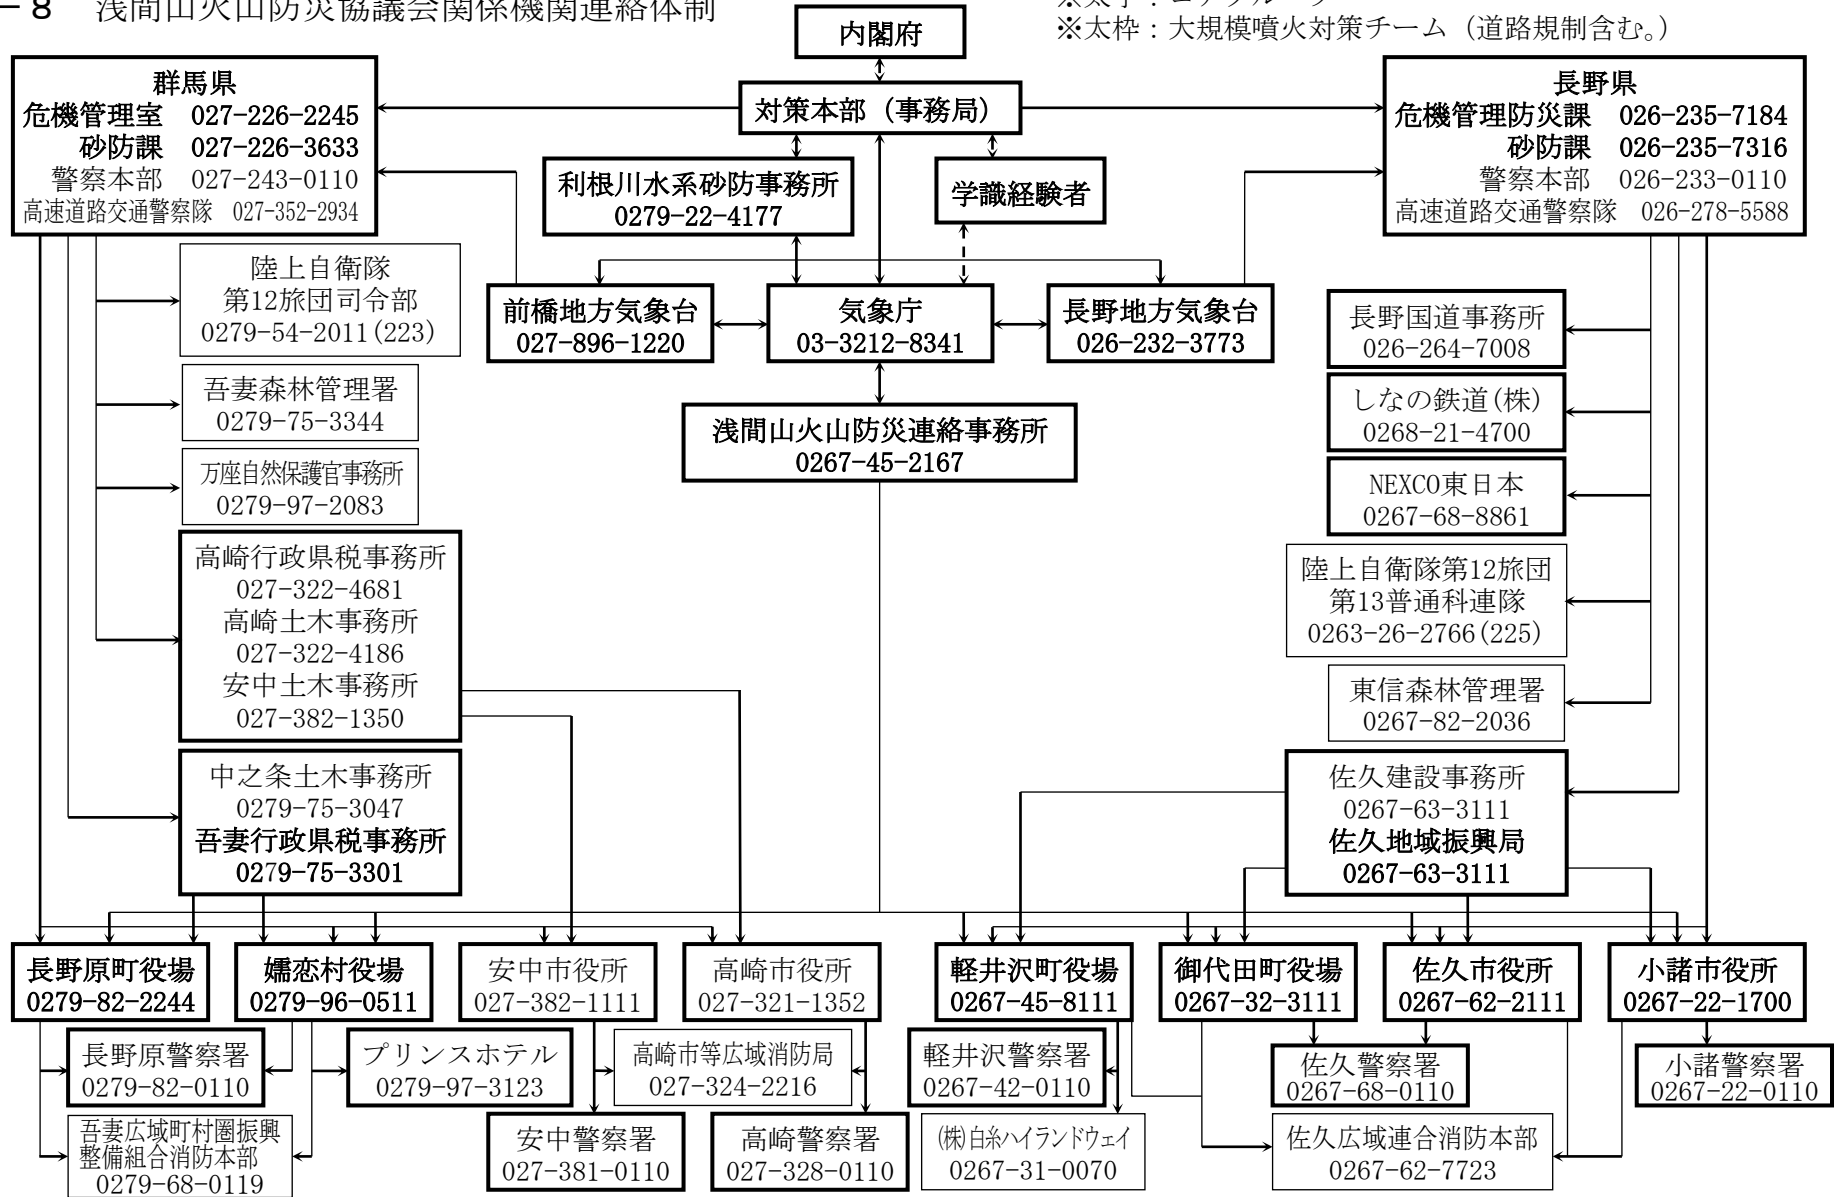 －８ 浅間山火山防災協議会関係機関連絡体制
※太字：コアグループ
※太枠：大規模噴火対策チーム（道路規制含む。）
内閣府
対策本部（事務局）
群馬県
危機管理室 027-226-2245
砂防課 027-226-3633
警察本部 027-243-0110
高速道路交通警察隊 027-352-2934
長野県
危機管理防災課 026-235-7184
砂防課 026-235-7316
警察本部 026-233-0110
高速道路交通警察隊 026-278-5588
利根川水系砂防事務所
0279-22-4177
学識経験者
前橋地方気象台
027-896-1220
気象庁
03-3212-8341
長野地方気象台
026-232-3773
浅間山火山防災連絡事務所
0267-45-2167
陸上自衛隊
第12旅団司令部
0279-54-2011(223)
吾妻森林管理署
0279-75-3344
万座自然保護官事務所
0279-97-2083
高崎行政県税事務所
027-322-4681
高崎土木事務所
027-322-4186
安中土木事務所
027-382-1350
中之条土木事務所
0279-75-3047
吾妻行政県税事務所
0279-75-3301
長野国道事務所
026-264-7008
しなの鉄道(株)
0268-21-4700
NEXCO東日本
0267-68-8861
陸上自衛隊第12旅団
第13普通科連隊
0263-26-2766(225)
東信森林管理署
0267-82-2036
佐久建設事務所
0267-63-3111
佐久地域振興局
0267-63-3111
長野原町役場
0279-82-2244
嬬恋村役場
0279-96-0511
安中市役所
027-382-1111
高崎市役所
027-321-1352
軽井沢町役場
0267-45-8111
御代田町役場
0267-32-3111
佐久市役所
0267-62-2111
小諸市役所
0267-22-1700
長野原警察署
0279-82-0110
プリンスホテル
0279-97-3123
高崎市等広域消防局
027-324-2216
軽井沢警察署
0267-42-0110
佐久警察署
0267-68-0110
小諸警察署
0267-22-0110
吾妻広域町村圏振興
整備組合消防本部
0279-68-0119
安中警察署
027-381-0110
高崎警察署
027-328-0110
(株)白糸ハイランドウェイ
0267-31-0070
佐久広域連合消防本部
0267-62-7723